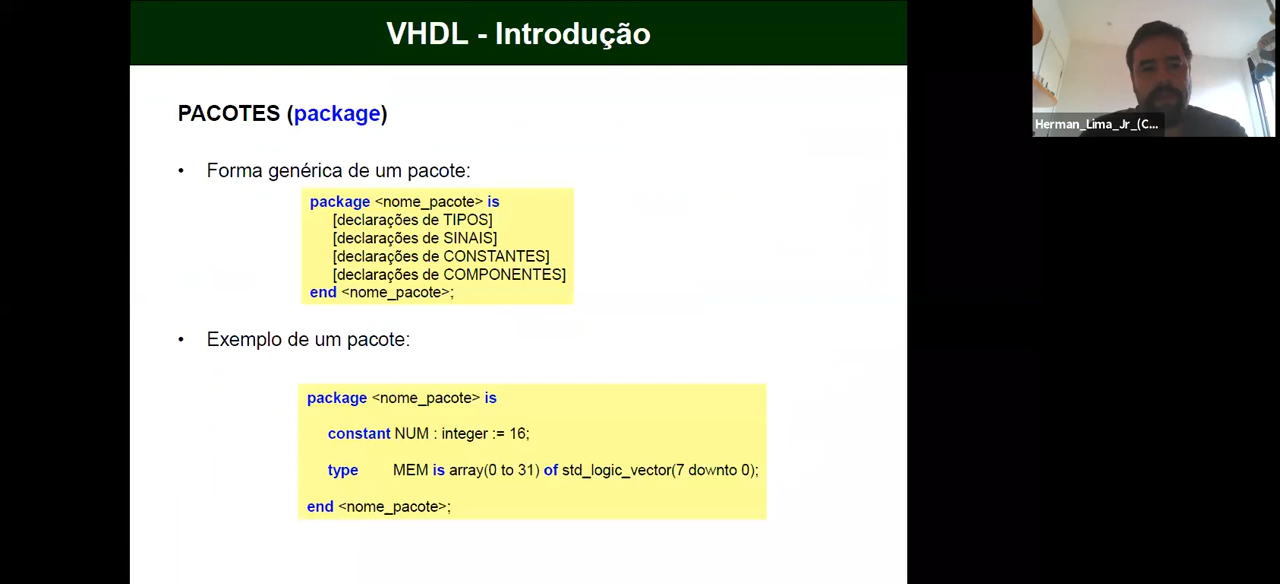 VHDL - Introdução
PACOTES (package)
• Forma genérica de um pacote:
package <nome_pacote> is
[declarações de TIPOS]
[declarações de SINAIS]
[declarações de CONSTANTES]
[declarações de COMPONENTES]
end <nome_pacote>;
• Exemplo de um pacote:
package <nome_pacote> is
constant NUM : integer := 16;
type MEM is array(0 to 31) of std_logic_vector(7 downto 0);
end <nome_pacote>;
Herman_Lima_Jr_(C...